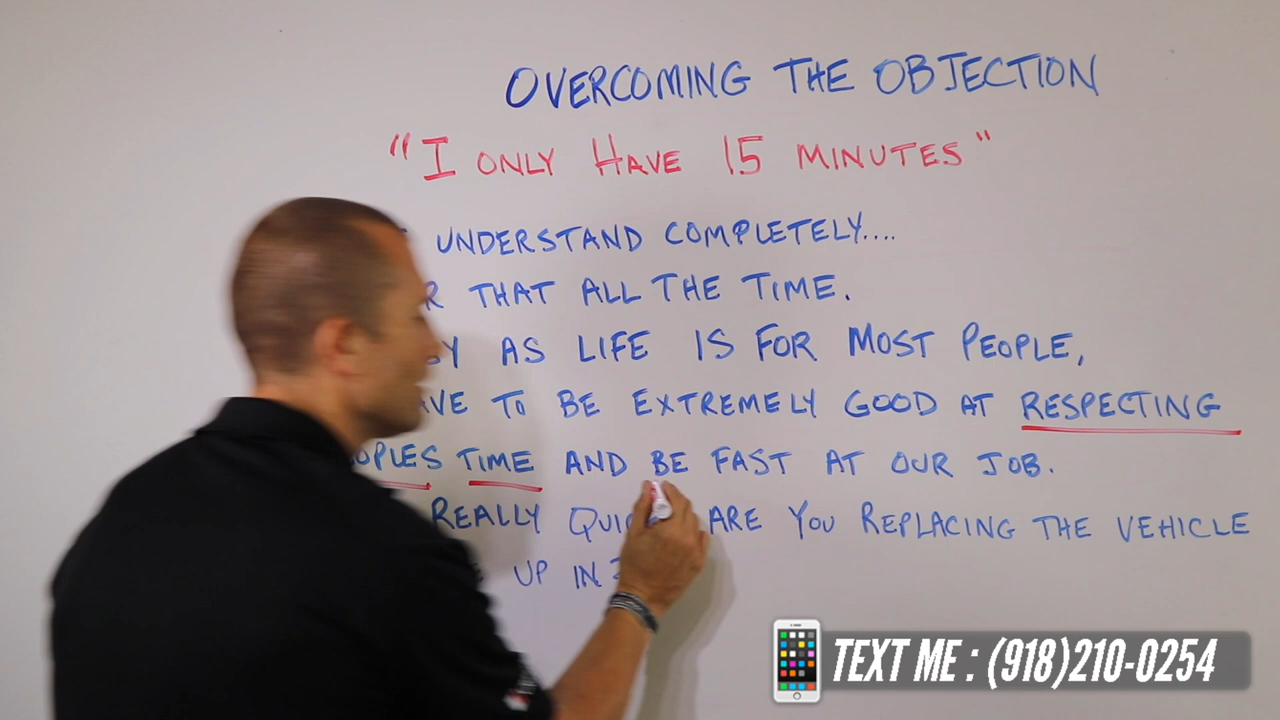 OVERCOMING THE OBJECTION
"I ONLY HAVE 15 MINUTES"
UNDERSTAND COMPLETELY....
THAT ALL THE TIME.
AS LIFE IS FOR MOST PEOPLE,
TO BE EXTREMELY GOOD AT RESPECTING
TIME AND BE FAST AT OUR JOB.
REALLY ARE YOU REPLACING THE VEHICLE
UP IN
TEXT ME : (918)210-0254